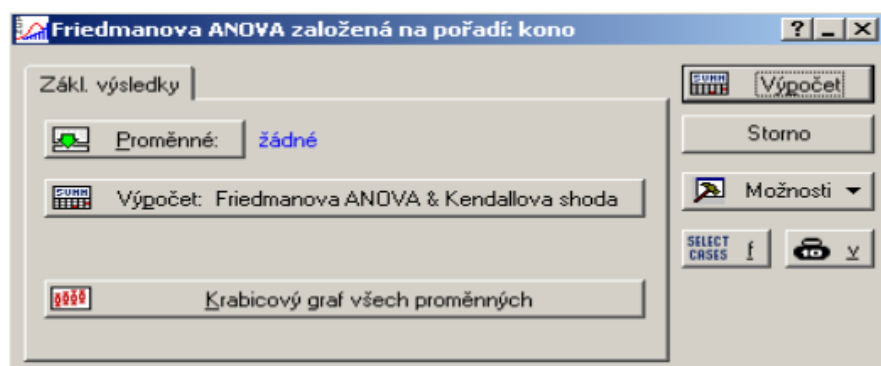 Friedmanova ANOVA založená na pořadí: kono
Zákl. výsledky
Proměnné: žádné
Výpočet: Friedmanova ANOVA & Kendallova shoda
Krabicový graf všech proměnných
Výpočet
Storno
Možnosti
SELECT CASES f v